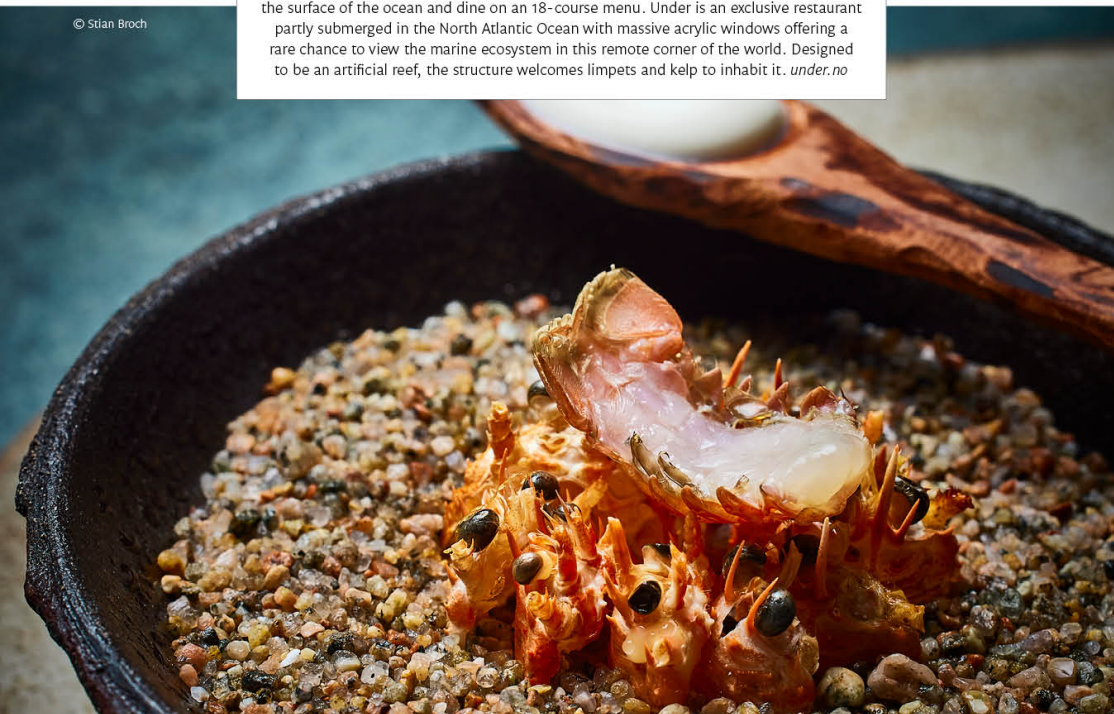 © Stian Broch
the surface of the ocean and dine on an 18-course menu. Under is an exclusive restaurant
partly submerged in the North Atlantic Ocean with massive acrylic windows offering a
rare chance to view the marine ecosystem in this remote corner of the world. Designed
to be an artificial reef, the structure welcomes limpets and kelp to inhabit it. under.no